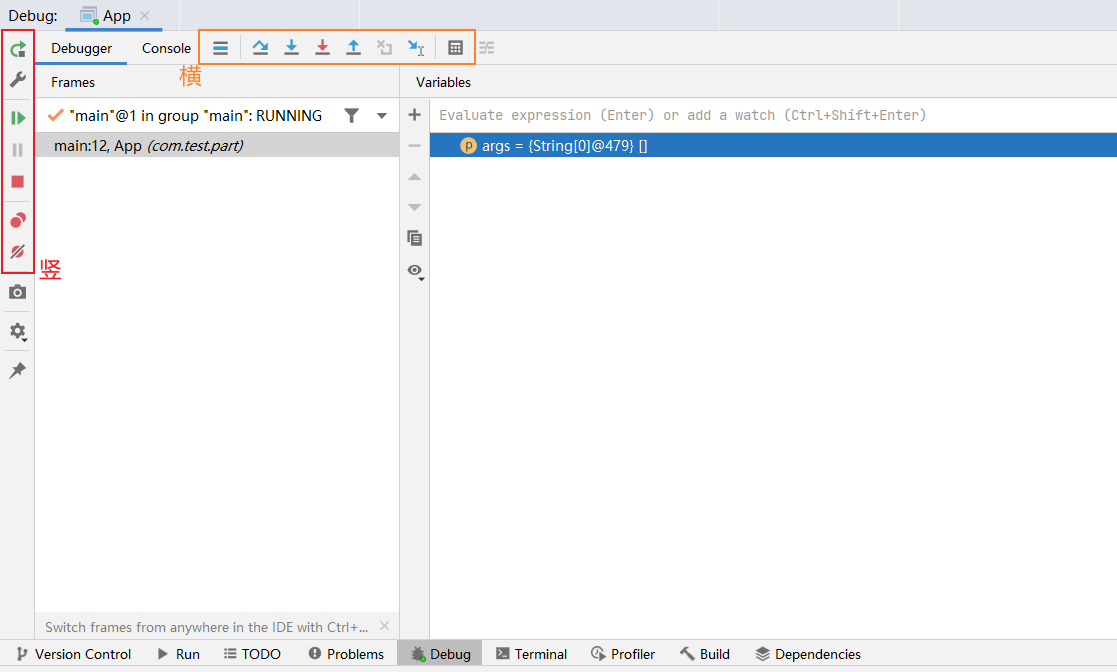 Debug: App
Debugger Console
横
Frames Variables
"main"@1 in group "main": RUNNING
Evaluate expression (Enter) or add a watch (Ctrl+Shift+Enter)
main:12, App (com.test.part)
p args = {String[0]@479} []
竖
Switch frames from anywhere in the IDE with Ctrl+...
Version Control Run TODO Problems Debug Terminal Profiler Build Dependencies